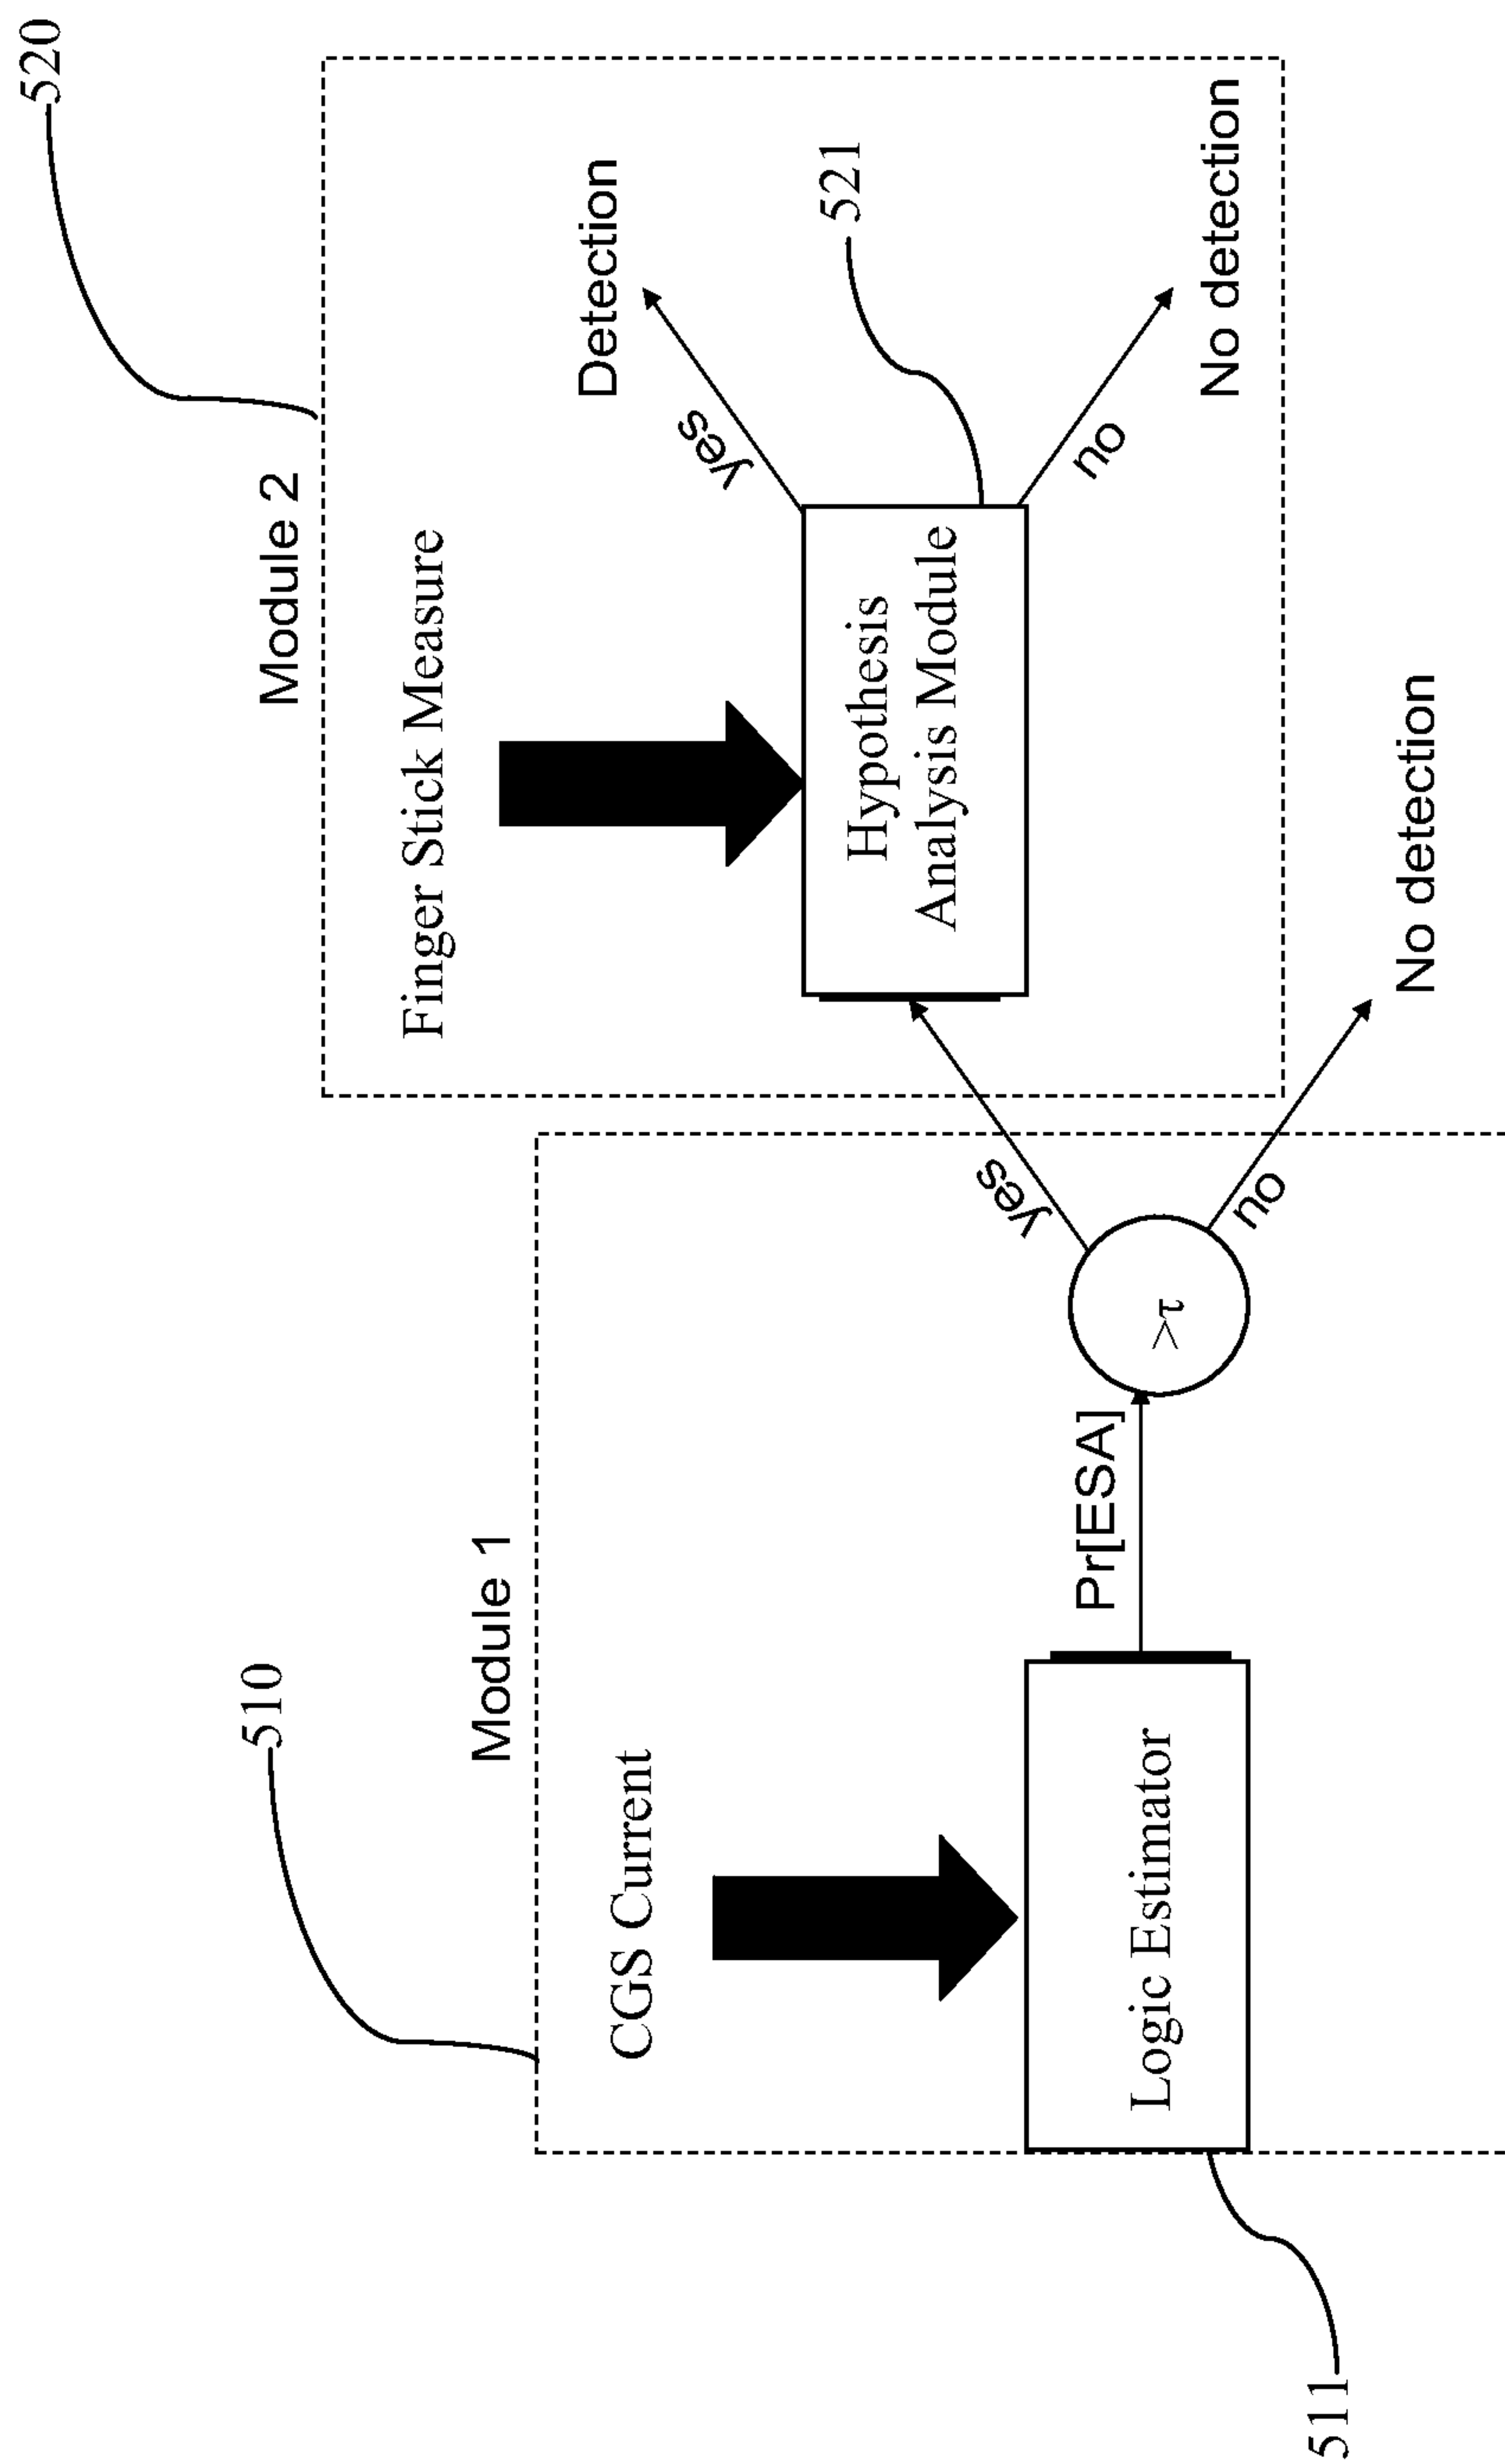 520
Module 2
Finger Stick Measure
Detection
yes
521
Hypothesis
Analysis Module
no
No detection
510
Module 1
CGS Current
yes
Pr[ESA]
>τ
no
No detection
Logic Estimator
511